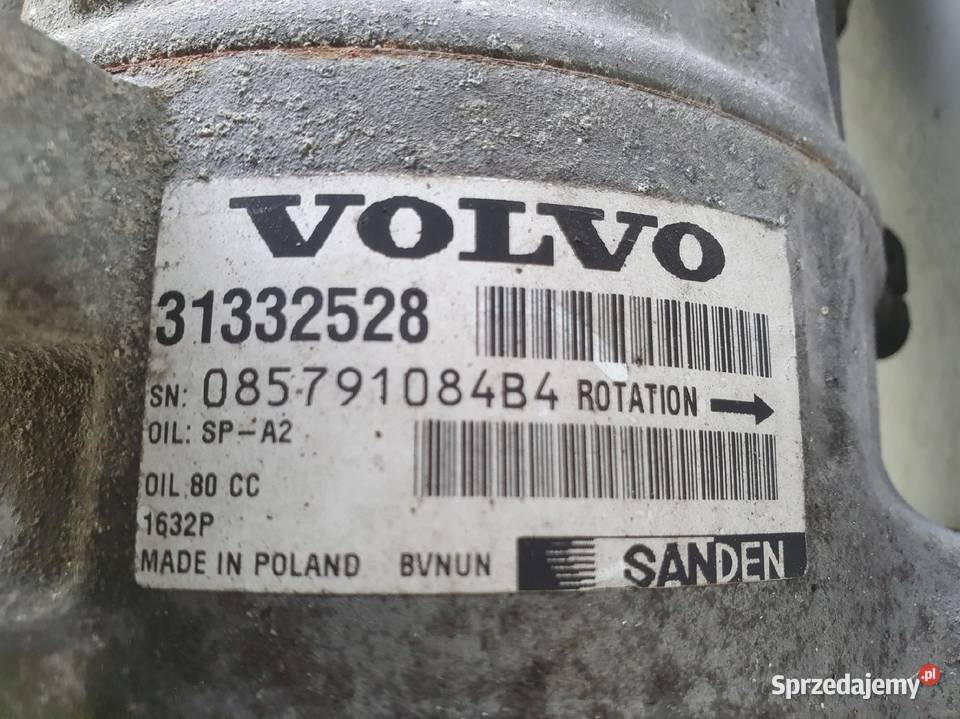 VOLVO
31332528
SN: 085791084B4 ROTATION
OIL: SP-A2
OIL 80 CC
1632P
MADE IN POLAND BVNUN SANDEN
Sprzedajemy.pl